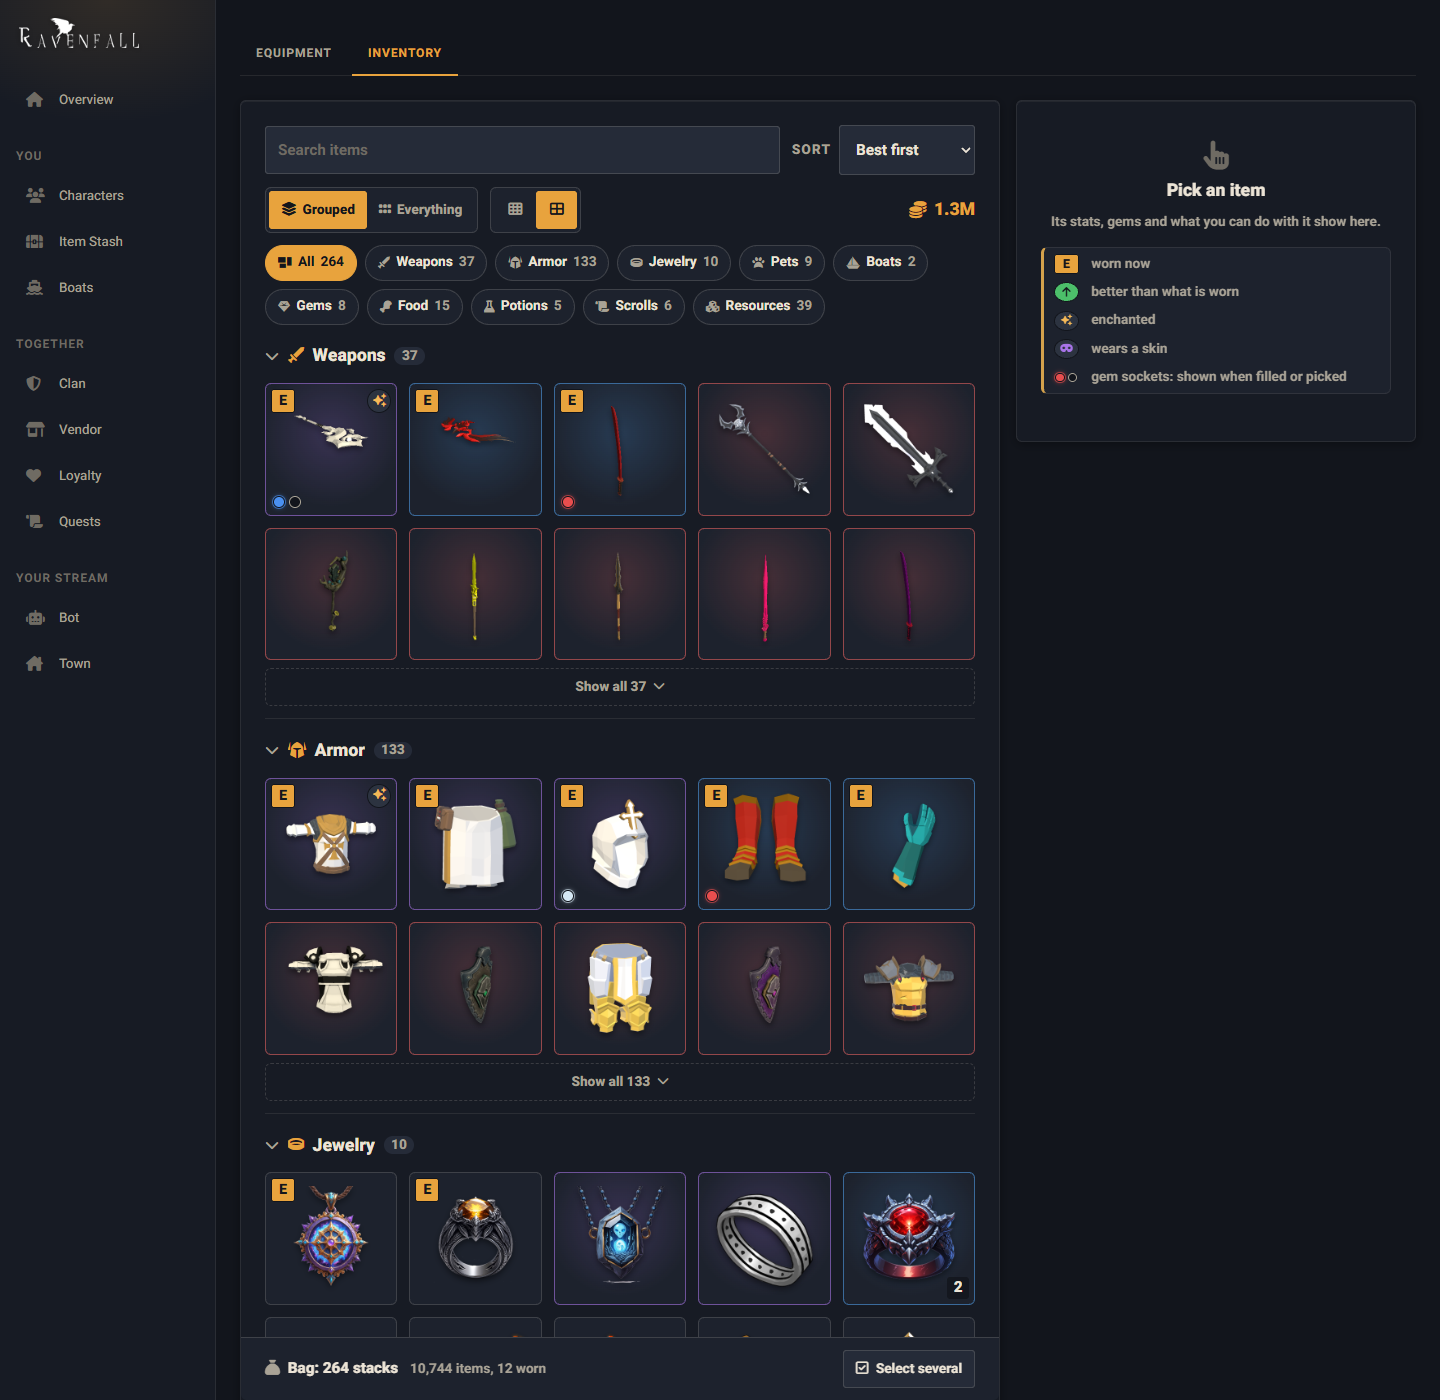 RAVENFALL
Overview
YOU
Characters
Item Stash
Boats
TOGETHER
Clan
Vendor
Loyalty
Quests
YOUR STREAM
Bot
Town
EQUIPMENT
INVENTORY
Search items
SORT
Best first
Grouped
Everything
1.3M
All 264
Weapons 37
Armor 133
Jewelry 10
Pets 9
Boats 2
Gems 8
Food 15
Potions 5
Scrolls 6
Resources 39
Weapons 37
E
E
E
Show all 37
Armor 133
E
E
E
E
E
Show all 133
Jewelry 10
E
E
2
Bag: 264 stacks 10,744 items, 12 worn
Select several
Pick an item
Its stats, gems and what you can do with it show here.
E worn now
better than what is worn
enchanted
wears a skin
gem sockets: shown when filled or picked